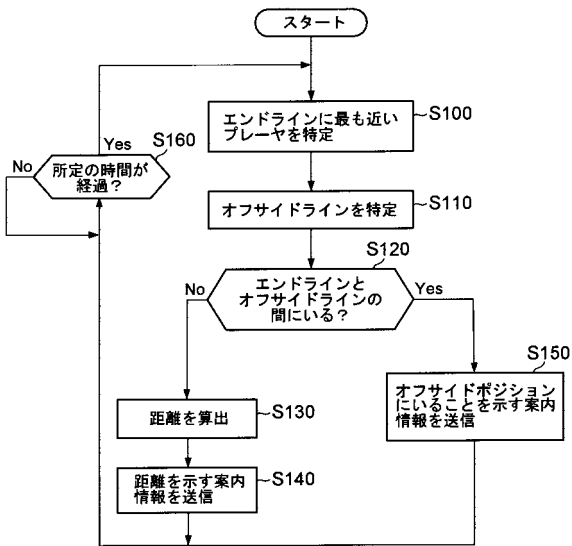 スタート
エンドラインに最も近い
プレーヤを特定
S100
Yes
S160
No
所定の時間が
経過？
オフサイドラインを特定
S110
S120
No
エンドラインと
オフサイドラインの
間にいる？
Yes
S150
オフサイドポジション
にいることを示す案内
情報を送信
距離を算出
S130
距離を示す案内
情報を送信
S140